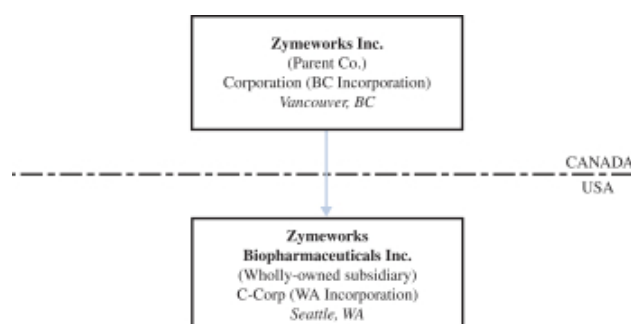 Zymeworks Inc.
(Parent Co.)
Corporation (BC Incorporation)
Vancouver, BC
CANADA
USA
Zymeworks
Biopharmaceuticals Inc.
(Wholly-owned subsidiary)
C-Corp (WA Incorporation)
Seattle, WA